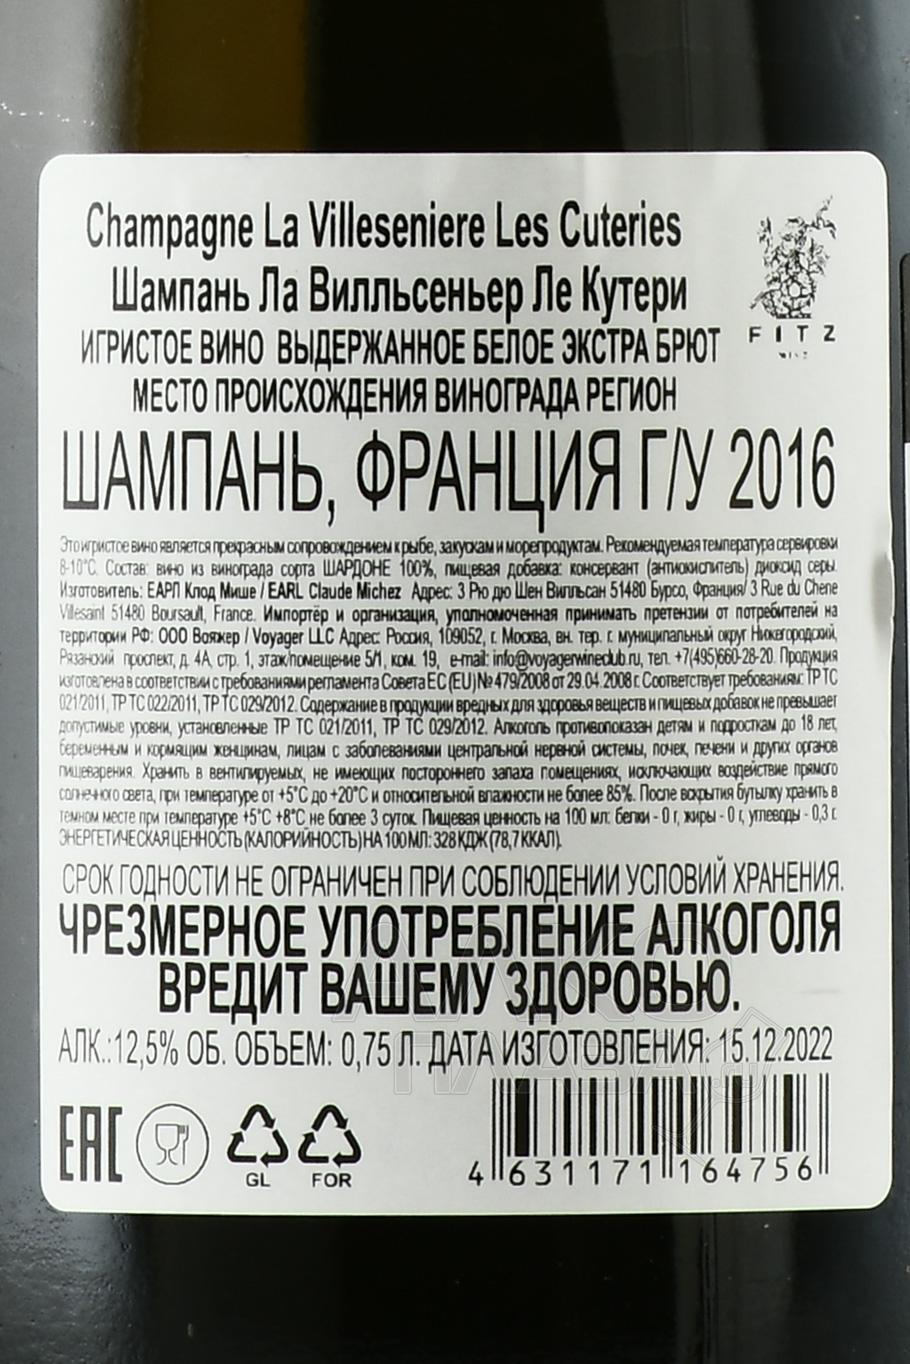 Champagne La Villeseniere Les Cuteries
Шампань Ла Вилльсеньер Ле Кутери
FITZ
WINE
ИГРИСТОЕ ВИНО ВЫДЕРЖАННОЕ БЕЛОЕ ЭКСТРА БРЮТ
МЕСТО ПРОИСХОЖДЕНИЯ ВИНОГРАДА РЕГИОН
ШАМПАНЬ, ФРАНЦИЯ Г/У 2016
Это игристое вино является прекрасным сопровождением к рыбе, закускам и морепродуктам. Рекомендуемая температура сервировки
8-10°С. Состав: вино из винограда сорта ШАРДОНЕ 100%, пищевая добавка: консервант (антиокислитель) диоксид серы.
Изготовитель: ЕАРЛ Клод Мише / EARL Claude Michez Адрес: 3 Рю дю Шен Вилльсан 51480 Бурсо, Франция/ 3 Rue du Chene
Villesaint 51480 Boursault, France. Импортёр и организация, уполномоченная принимать претензии от потребителей на
территории РФ: ООО Вояжер / Voyager LLC Адрес: Россия, 109052, г. Москва, вн. тер. г. муниципальный округ Нижегородский,
Рязанский проспект, д. 4А, стр. 1, этаж/помещение 5/1, ком. 19, e-mail: info@voyagerwineclub.ru, тел. +7(495)660-28-20. Продукция
изготовлена в соответствии с требованиями регламента Совета ЕС (EU) № 479/2008 от 29.04.2008 г. Соответствует требованиям: ТР ТС
021/2011, ТР ТС 022/2011, ТР ТС 029/2012. Содержание в продукции вредных для здоровья веществ и пищевых добавок не превышает
допустимые уровни, установленные ТР ТС 021/2011, ТР ТС 029/2012. Алкоголь противопоказан детям и подросткам до 18 лет,
беременным и кормящим женщинам, лицам с заболеваниями центральной нервной системы, почек, печени и других органов
пищеварения. Хранить в вентилируемых, не имеющих постороннего запаха помещениях, исключающих воздействие прямого
солнечного света, при температуре от +5°С до +20°С и относительной влажности не более 85%. После вскрытия бутылку хранить в
темном месте при температуре +5°С +8°С не более 3 суток. Пищевая ценность на 100 мл: белки - 0 г, жиры - 0 г, углеводы - 0,3 г.
ЭНЕРГЕТИЧЕСКАЯ ЦЕННОСТЬ (КАЛОРИЙНОСТЬ) НА 100 МЛ: 328 КДЖ (78,7 ККАЛ).
СРОК ГОДНОСТИ НЕ ОГРАНИЧЕН ПРИ СОБЛЮДЕНИИ УСЛОВИЙ ХРАНЕНИЯ.
ЧРЕЗМЕРНОЕ УПОТРЕБЛЕНИЕ АЛКОГОЛЯ
ВРЕДИТ ВАШЕМУ ЗДОРОВЬЮ.
АЛК.:12,5% ОБ. ОБЪЕМ: 0,75 Л. ДАТА ИЗГОТОВЛЕНИЯ: 15.12.2022
EAC
GL FOR
4 631171 164756